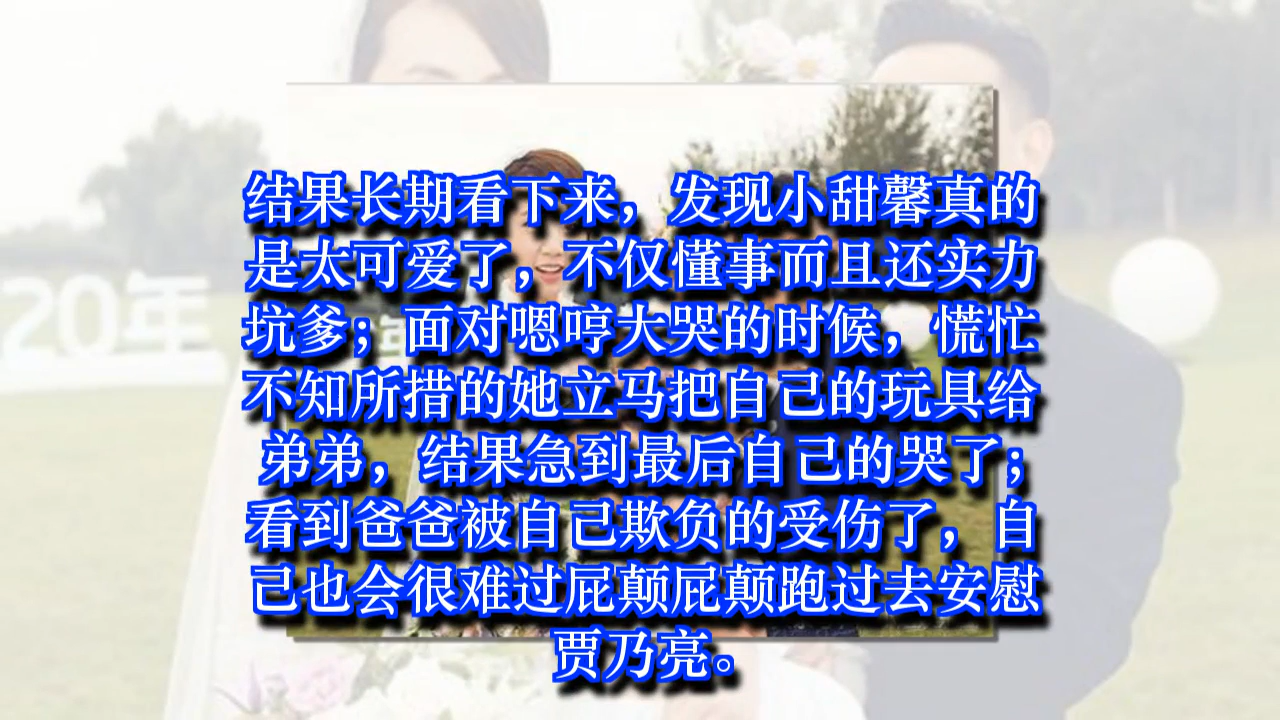 结果长期看下来，发现小甜馨真的
是太可爱了，不仅懂事而且还实力
坑爹；面对嗯哼大哭的时候，慌忙
不知所措的她立马把自己的玩具给
弟弟，结果急到最后自己的哭了；
看到爸爸被自己欺负的受伤了，自
己也会很难过屁颠屁颠跑过去安慰
贾乃亮。
20年